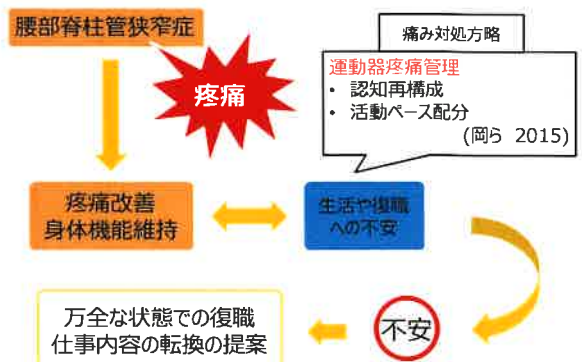 腰部脊柱管狭窄症
痛み対処方略
疼痛
運動器疼痛管理
• 認知再構成
• 活動ペース配分
(岡ら 2015)
疼痛改善
身体機能維持
生活や復職
への不安
万全な状態での復職
仕事内容の転換の提案
不安